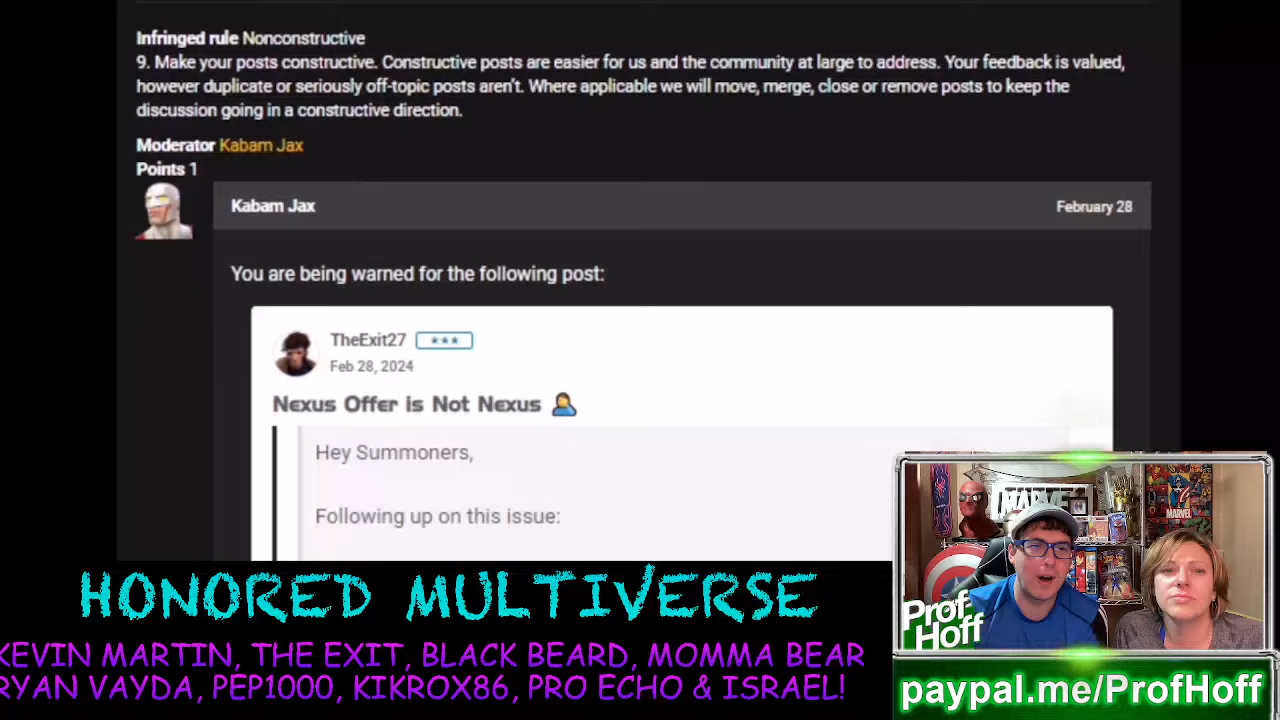 Infringed rule Nonconstructive
9. Make your posts constructive. Constructive posts are easier for us and the community at large to address. Your feedback is valued,
however duplicate or seriously off-topic posts aren't. Where applicable we will move, merge, close or remove posts to keep the
discussion going in a constructive direction.
Moderator Kabam Jax
Points 1
Kabam Jax
February 28
You are being warned for the following post:
TheExit27 ***
Feb 28, 2024
Nexus Offer is Not Nexus
Hey Summoners,
Following up on this issue:
MARVEL
MARVEL
Prof-
Hoff
HONORED MULTIVERSE
KEVIN MARTIN, THE EXIT, BLACK BEARD, MOMMA BEAR
RYAN VAYDA, PEP1000, KIKROX86, PRO ECHO & ISRAEL!
paypal.me/ProfHoff